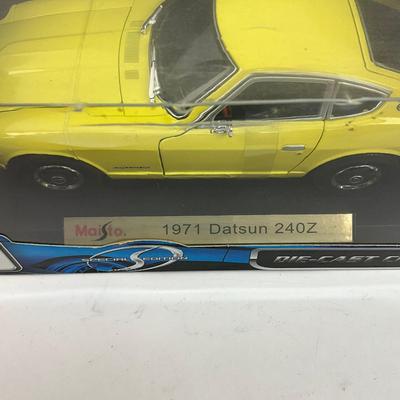 Maisto. 1971 Datsun 240Z
SPECIAL EDITION DIE-CAST